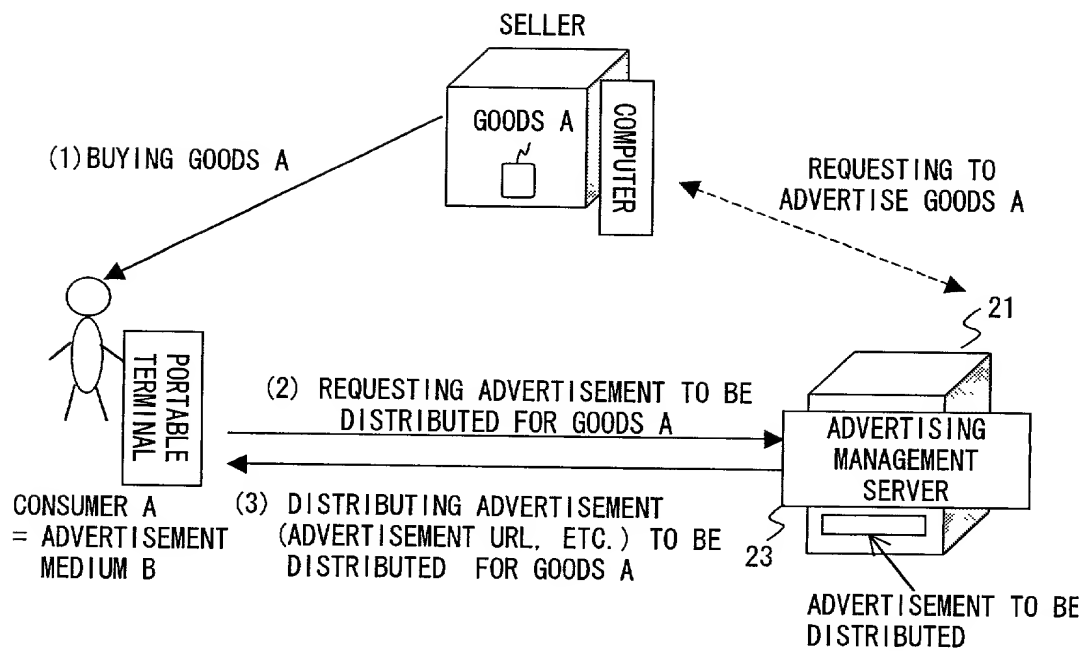 SELLER
GOODS A
COMPUTER
(1)BUYING GOODS A
REQUESTING TO
ADVERTISE GOODS A
21
PORTABLE
TERMINAL
(2) REQUESTING ADVERTISEMENT TO BE
DISTRIBUTED FOR GOODS A
ADVERTISING
MANAGEMENT
SERVER
CONSUMER A
= ADVERTISEMENT
MEDIUM B
(3) DISTRIBUTING ADVERTISEMENT
(ADVERTISEMENT URL, ETC.) TO BE
DISTRIBUTED FOR GOODS A
23
ADVERTISEMENT TO BE
DISTRIBUTED